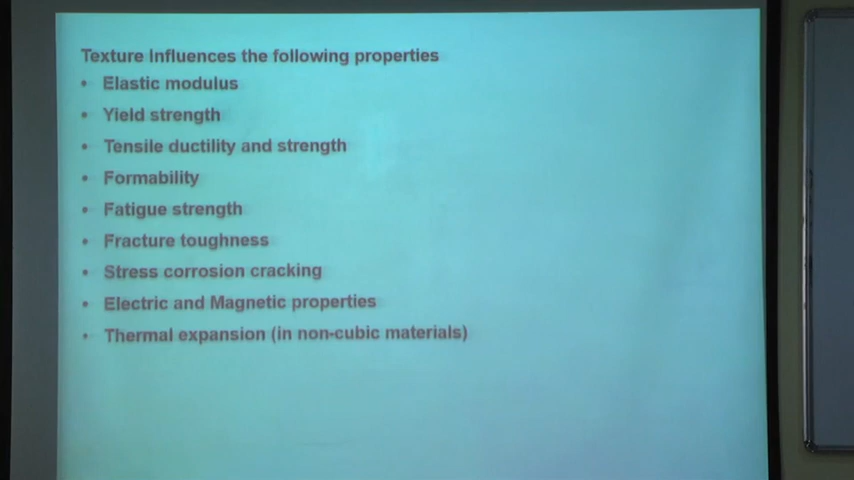 Texture Influences the following properties
• Elastic modulus
• Yield strength
• Tensile ductility and strength
• Formability
• Fatigue strength
• Fracture toughness
• Stress corrosion cracking
• Electric and Magnetic properties
• Thermal expansion (in non-cubic materials)